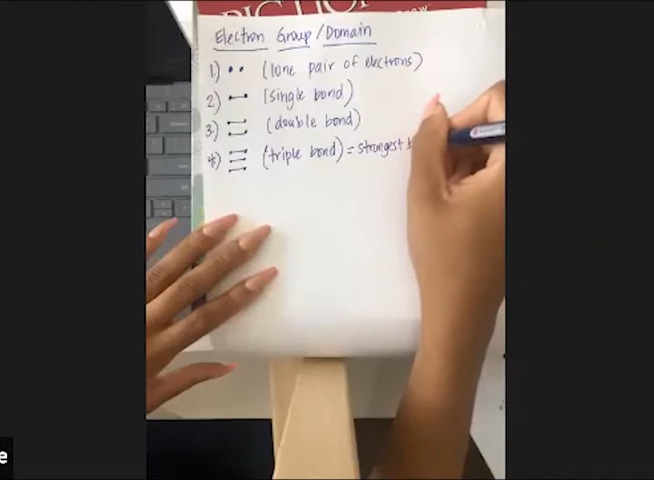 Electron Group / Domain
1) •• (lone pair of electrons)
2) — (single bond)
3) = (double bond)
4) ≡ (triple bond) = strongest b
e